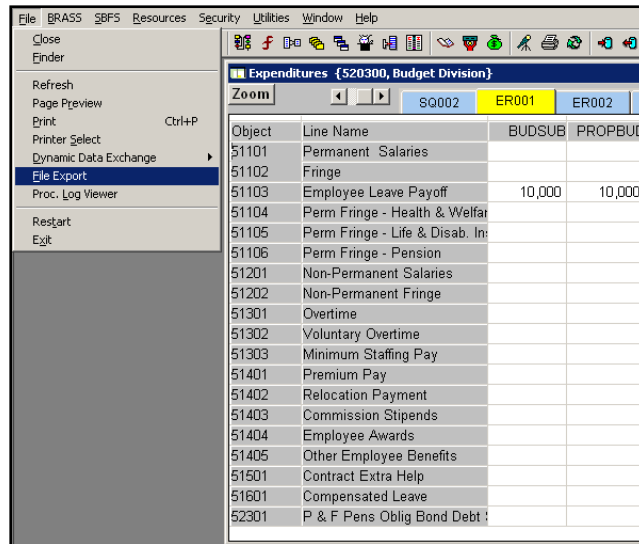 File BRASS SBFS Resources Security Utilities Window Help
Close
Finder
Refresh
Page Preview
Print Ctrl+P
Printer Select
Dynamic Data Exchange
File Export
Proc. Log Viewer
Restart
Exit
Expenditures {520300, Budget Division}
Zoom SQ002 ER001 ER002
Object Line Name BUDSUB PROPBUD
51101 Permanent Salaries
51102 Fringe
51103 Employee Leave Payoff 10,000 10,000
51104 Perm Fringe - Health & Welfar
51105 Perm Fringe - Life & Disab. In
51106 Perm Fringe - Pension
51201 Non-Permanent Salaries
51202 Non-Permanent Fringe
51301 Overtime
51302 Voluntary Overtime
51303 Minimum Staffing Pay
51401 Premium Pay
51402 Relocation Payment
51403 Commission Stipends
51404 Employee Awards
51405 Other Employee Benefits
51501 Contract Extra Help
51601 Compensated Leave
52301 P & F Pens Oblig Bond Debt